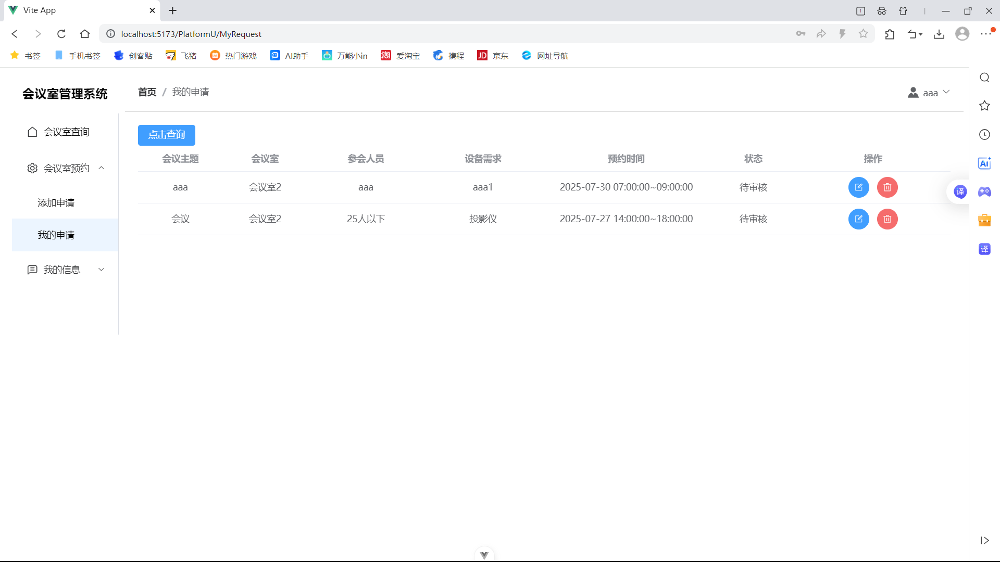 Vite App
localhost:5173/PlatformU/MyRequest
书签 手机书签 创客贴 飞猪 热门游戏 AI助手 万能小in 淘 爱淘宝 携程 JD 京东 网址导航
会议室管理系统
首页 / 我的申请
aaa
会议室查询
会议室预约
添加申请
我的申请
我的信息
点击查询
会议主题 会议室 参会人员 设备需求 预约时间 状态 操作
aaa 会议室2 aaa aaa1 2025-07-30 07:00:00~09:00:00 待审核
会议 会议室2 25人以下 投影仪 2025-07-27 14:00:00~18:00:00 待审核
1
AI
译
译